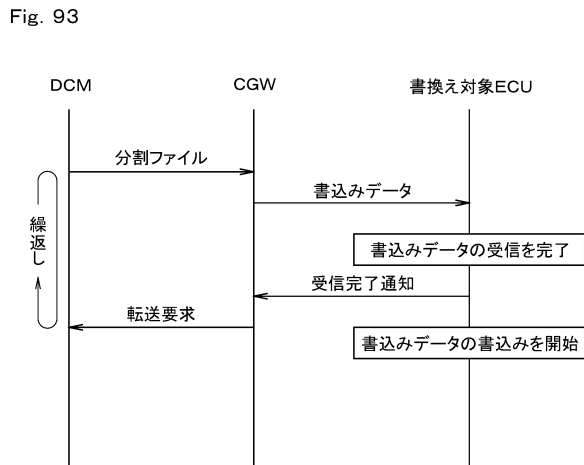 Fig. 93
DCM
CGW
書換え対象ECU
分割ファイル
書込みデータ
繰返し
書込みデータの受信を完了
受信完了通知
転送要求
書込みデータの書込みを開始